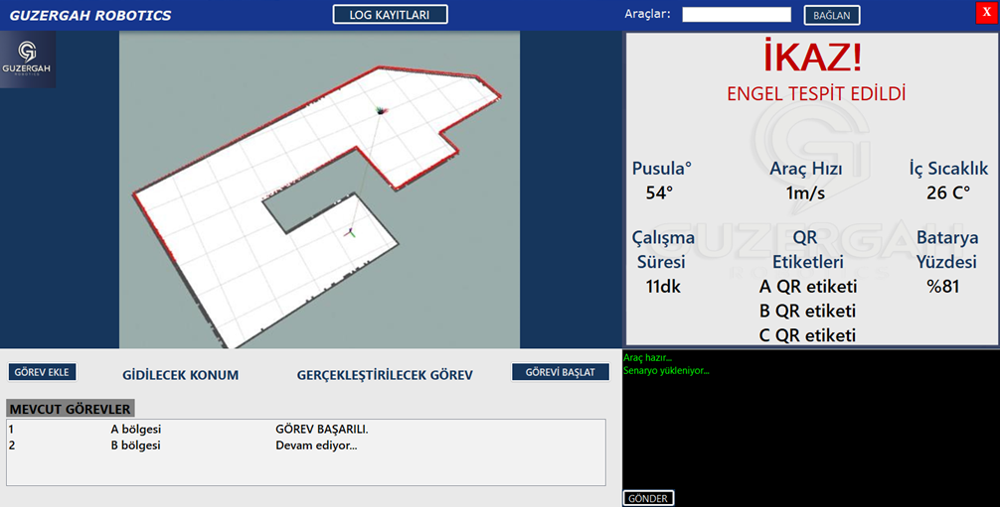 GUZERGAH ROBOTICS
LOG KAYITLARI
Araçlar:
BAĞLAN
X
GUZERGAH
ROBOTICS
İKAZ!
ENGEL TESPİT EDİLDİ
Pusula°
54°
Araç Hızı
1m/s
İç Sıcaklık
26 C°
Çalışma
Süresi
11dk
QR
Etiketleri
A QR etiketi
B QR etiketi
C QR etiketi
Batarya
Yüzdesi
%81
GUZERGAH
ROBOTICS
GÖREV EKLE
GİDİLECEK KONUM
GERÇEKLEŞTİRİLECEK GÖREV
GÖREVİ BAŞLAT
MEVCUT GÖREVLER
1 A bölgesi GÖREV BAŞARILI.
2 B bölgesi Devam ediyor...
Araç hazır...
Senaryo yükleniyor...
GÖNDER